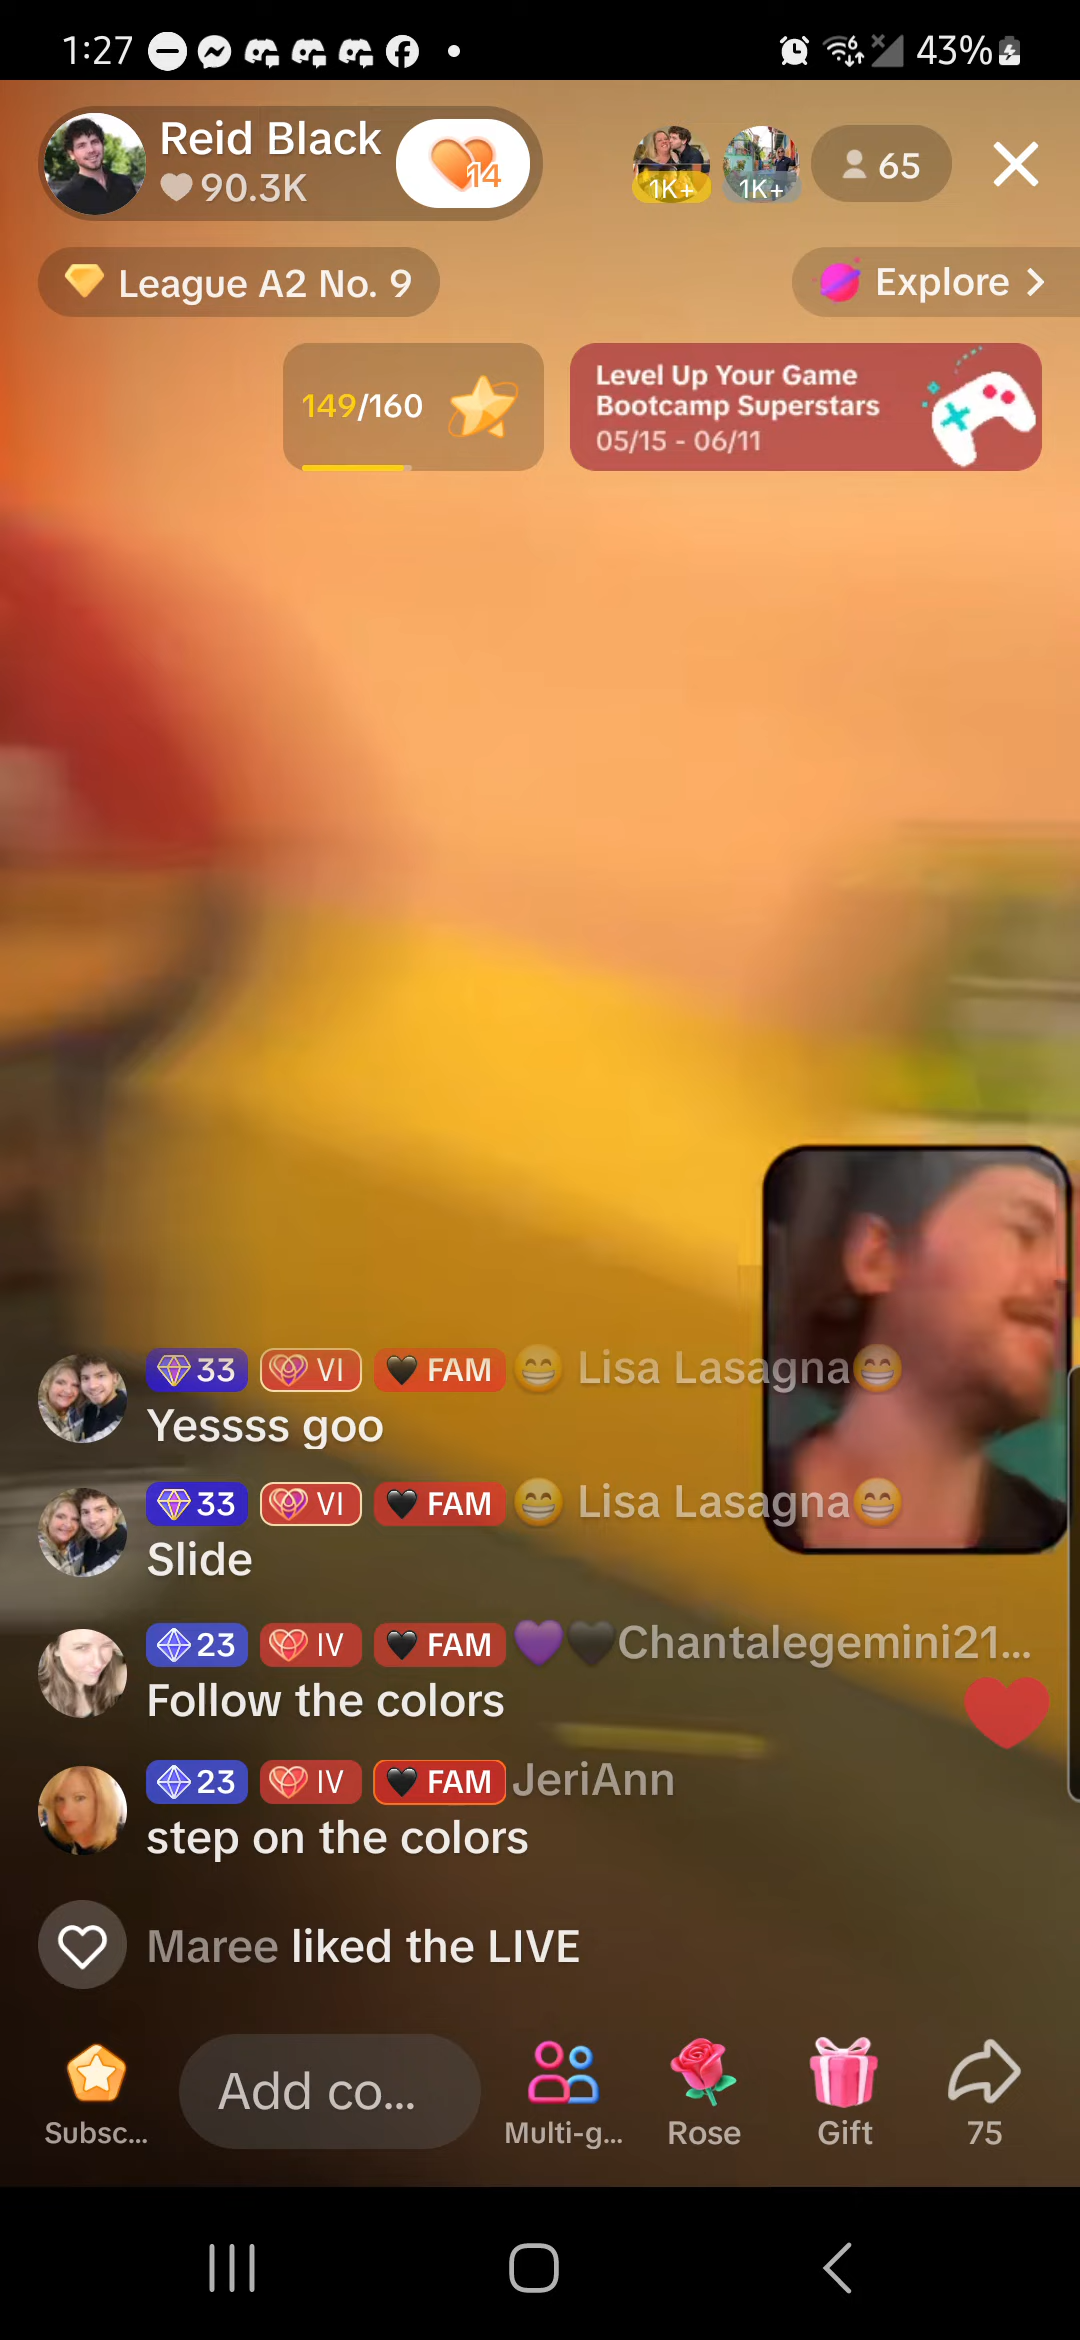 1:27
43%
Reid Black
90.3K
14
1K+
1K+
65
League A2 No. 9
Explore
149/160
Level Up Your Game
Bootcamp Superstars
05/15 - 06/11
33 VI FAM 😁 Lisa Lasagna😁
Yessss goo
33 VI FAM 😁 Lisa Lasagna😁
Slide
23 IV FAM 💜🖤Chantalegemini21...
Follow the colors
23 IV FAM JeriAnn
step on the colors
Maree liked the LIVE
Add co...
Subsc...
Multi-g...
Rose
Gift
75